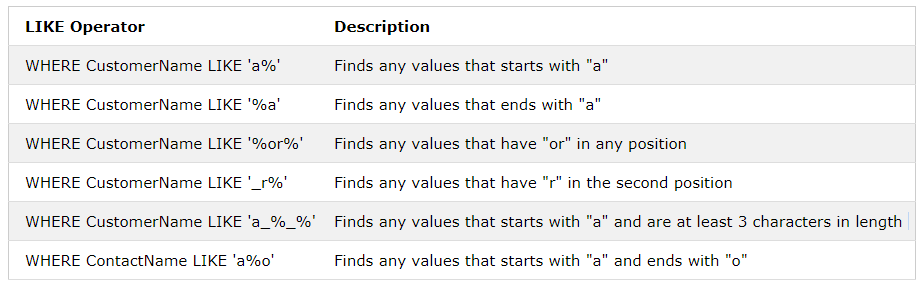 LIKE Operator Description
WHERE CustomerName LIKE 'a%' Finds any values that starts with "a"
WHERE CustomerName LIKE '%a' Finds any values that ends with "a"
WHERE CustomerName LIKE '%or%' Finds any values that have "or" in any position
WHERE CustomerName LIKE '_r%' Finds any values that have "r" in the second position
WHERE CustomerName LIKE 'a_%_%' Finds any values that starts with "a" and are at least 3 characters in length
WHERE ContactName LIKE 'a%o' Finds any values that starts with "a" and ends with "o"